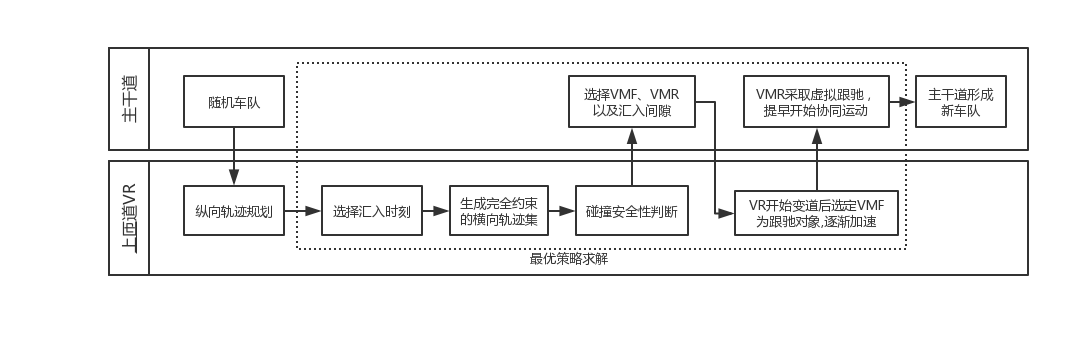 主干道
随机车队
选择VMF、VMR
以及汇入间隙
VMR采取虚拟跟驰，
提早开始协同运动
主干道形成
新车队
上匝道VR
纵向轨迹规划
选择汇入时刻
生成完全约束
的横向轨迹集
碰撞安全性判断
VR开始变道后选定VMF
为跟驰对象,逐渐加速
最优策略求解